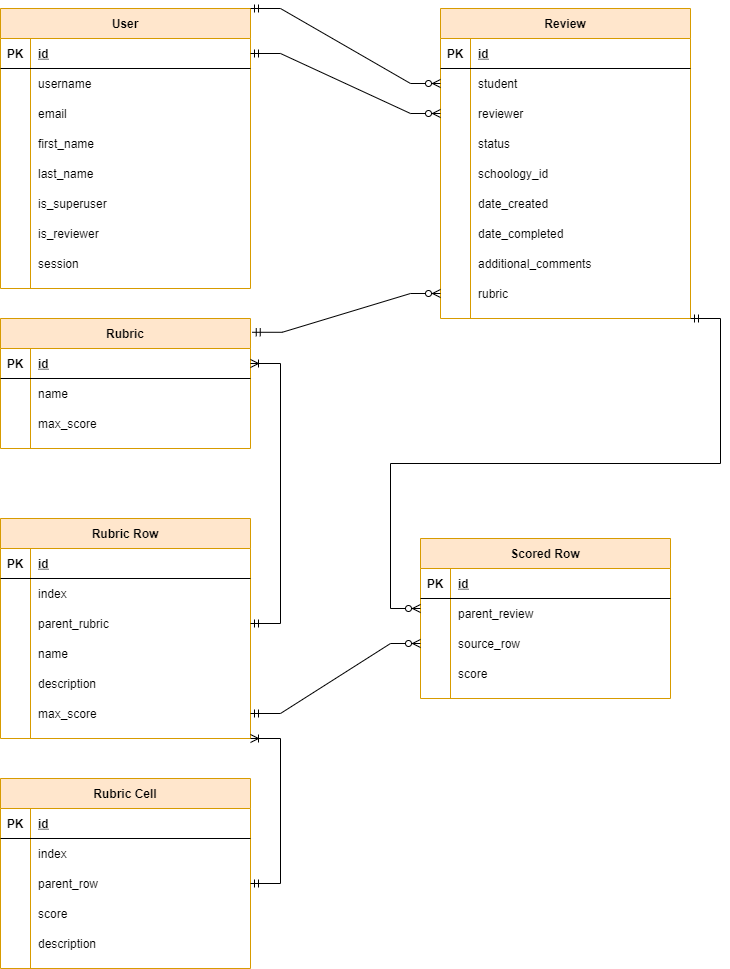 User
PK id
username
email
first_name
last_name
is_superuser
is_reviewer
session
Review
PK id
student
reviewer
status
schoology_id
date_created
date_completed
additional_comments
rubric
Rubric
PK id
name
max_score
Rubric Row
PK id
index
parent_rubric
name
description
max_score
Scored Row
PK id
parent_review
source_row
score
Rubric Cell
PK id
index
parent_row
score
description